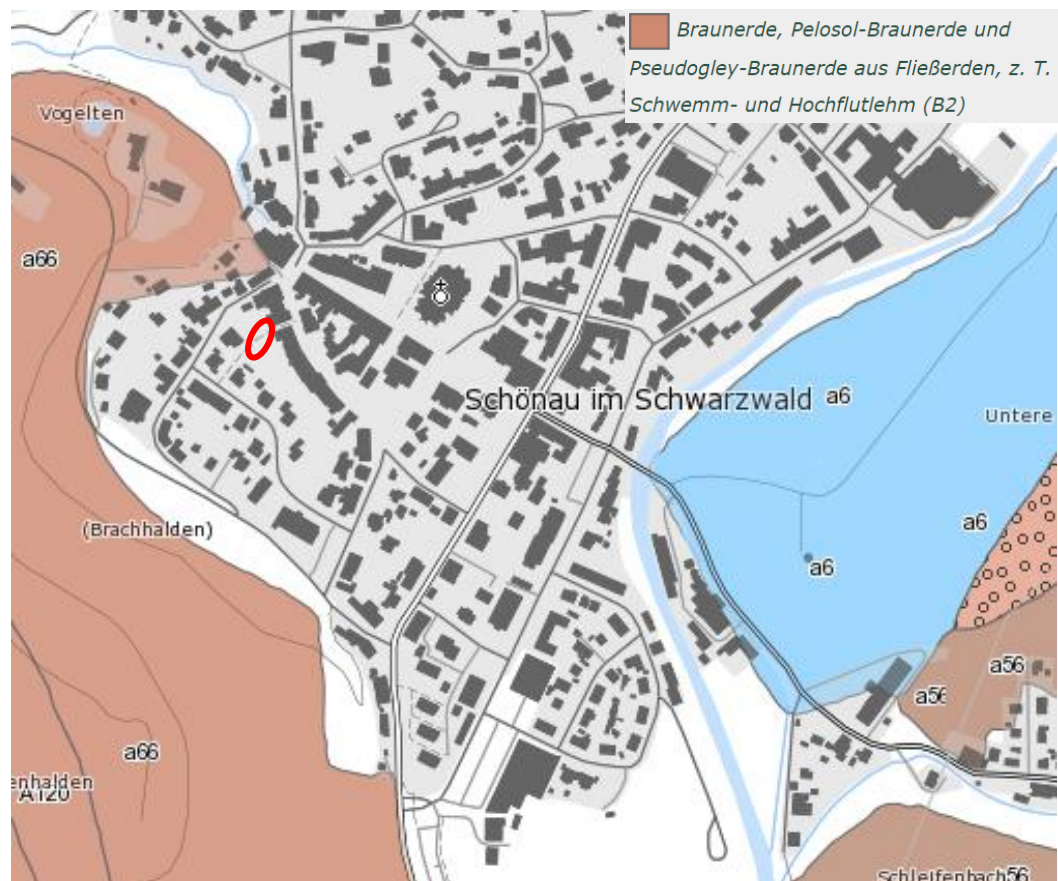 Braunerde, Pelosol-Braunerde und
Pseudogley-Braunerde aus Fließerden, z. T.
Schwemm- und Hochflutlehm (B2)
Vogelten
a66
Schönau im Schwarzwald
a6
Untere
(Brachhalden)
a6
a6
a56
a56
a66
enhalden
A120
Schleifenbach
56